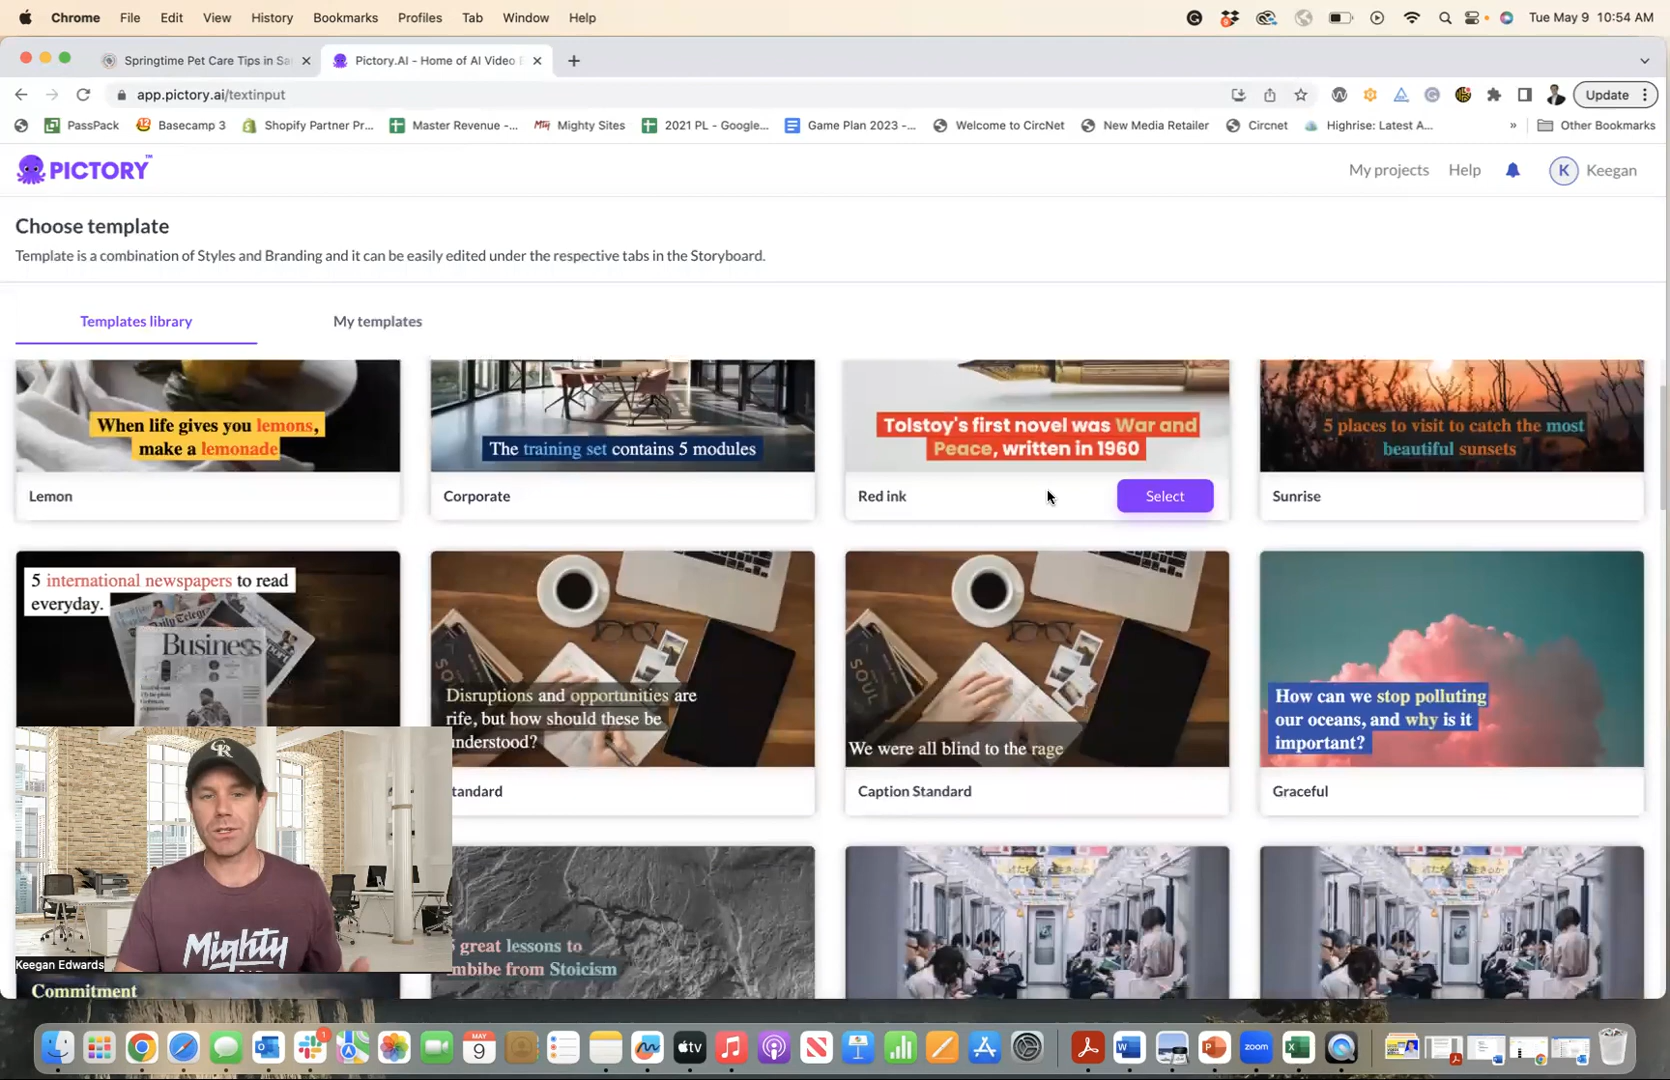 Chrome File Edit View History Bookmarks Profiles Tab Window Help Tue May 9 10:54 AM
Springtime Pet Care Tips in Sa
Pictory.AI - Home of AI Video E
app.pictory.ai/textinput
Update
PassPack Basecamp 3 Shopify Partner Pr... Master Revenue -... Mighty Sites 2021 PL - Google... Game Plan 2023 -... Welcome to CircNet New Media Retailer Circnet Highrise: Latest A... » Other Bookmarks
PICTORY™
My projects Help K Keegan
Choose template
Template is a combination of Styles and Branding and it can be easily edited under the respective tabs in the Storyboard.
Templates library My templates
When life gives you lemons,
make a lemonade
Lemon
The training set contains 5 modules
Corporate
Tolstoy's first novel was War and
Peace, written in 1960
Red ink
Select
5 places to visit to catch the most
beautiful sunsets
Sunrise
5 international newspapers to read
everyday.
Business
Disruptions and opportunities are
rife, but how should these be
understood?
tandard
SOUL
We were all blind to the rage
Caption Standard
How can we stop polluting
our oceans, and why is it
important?
Graceful
CR
Mighty
Keegan Edwards
Commitment
great lessons to
mbibe from Stoicism
MAY
9
1
tv
zoom